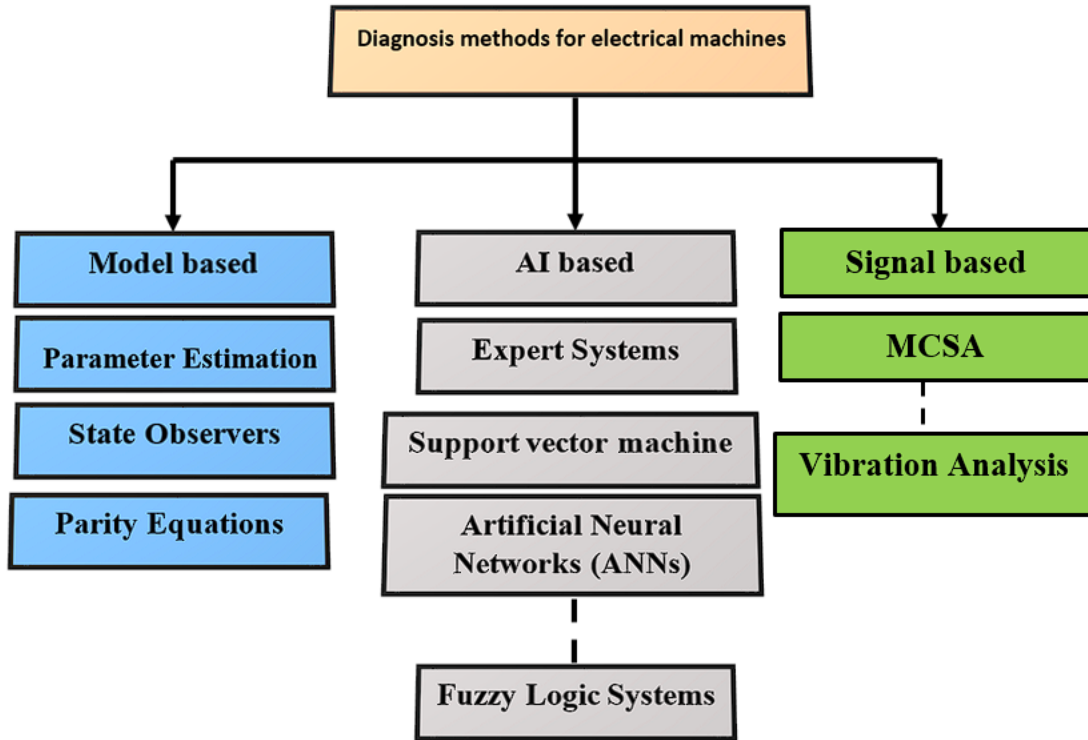 Diagnosis methods for electrical machines
Model based
Parameter Estimation
State Observers
Parity Equations
AI based
Expert Systems
Support vector machine
Artificial Neural
Networks (ANNs)
Fuzzy Logic Systems
Signal based
MCSA
Vibration Analysis